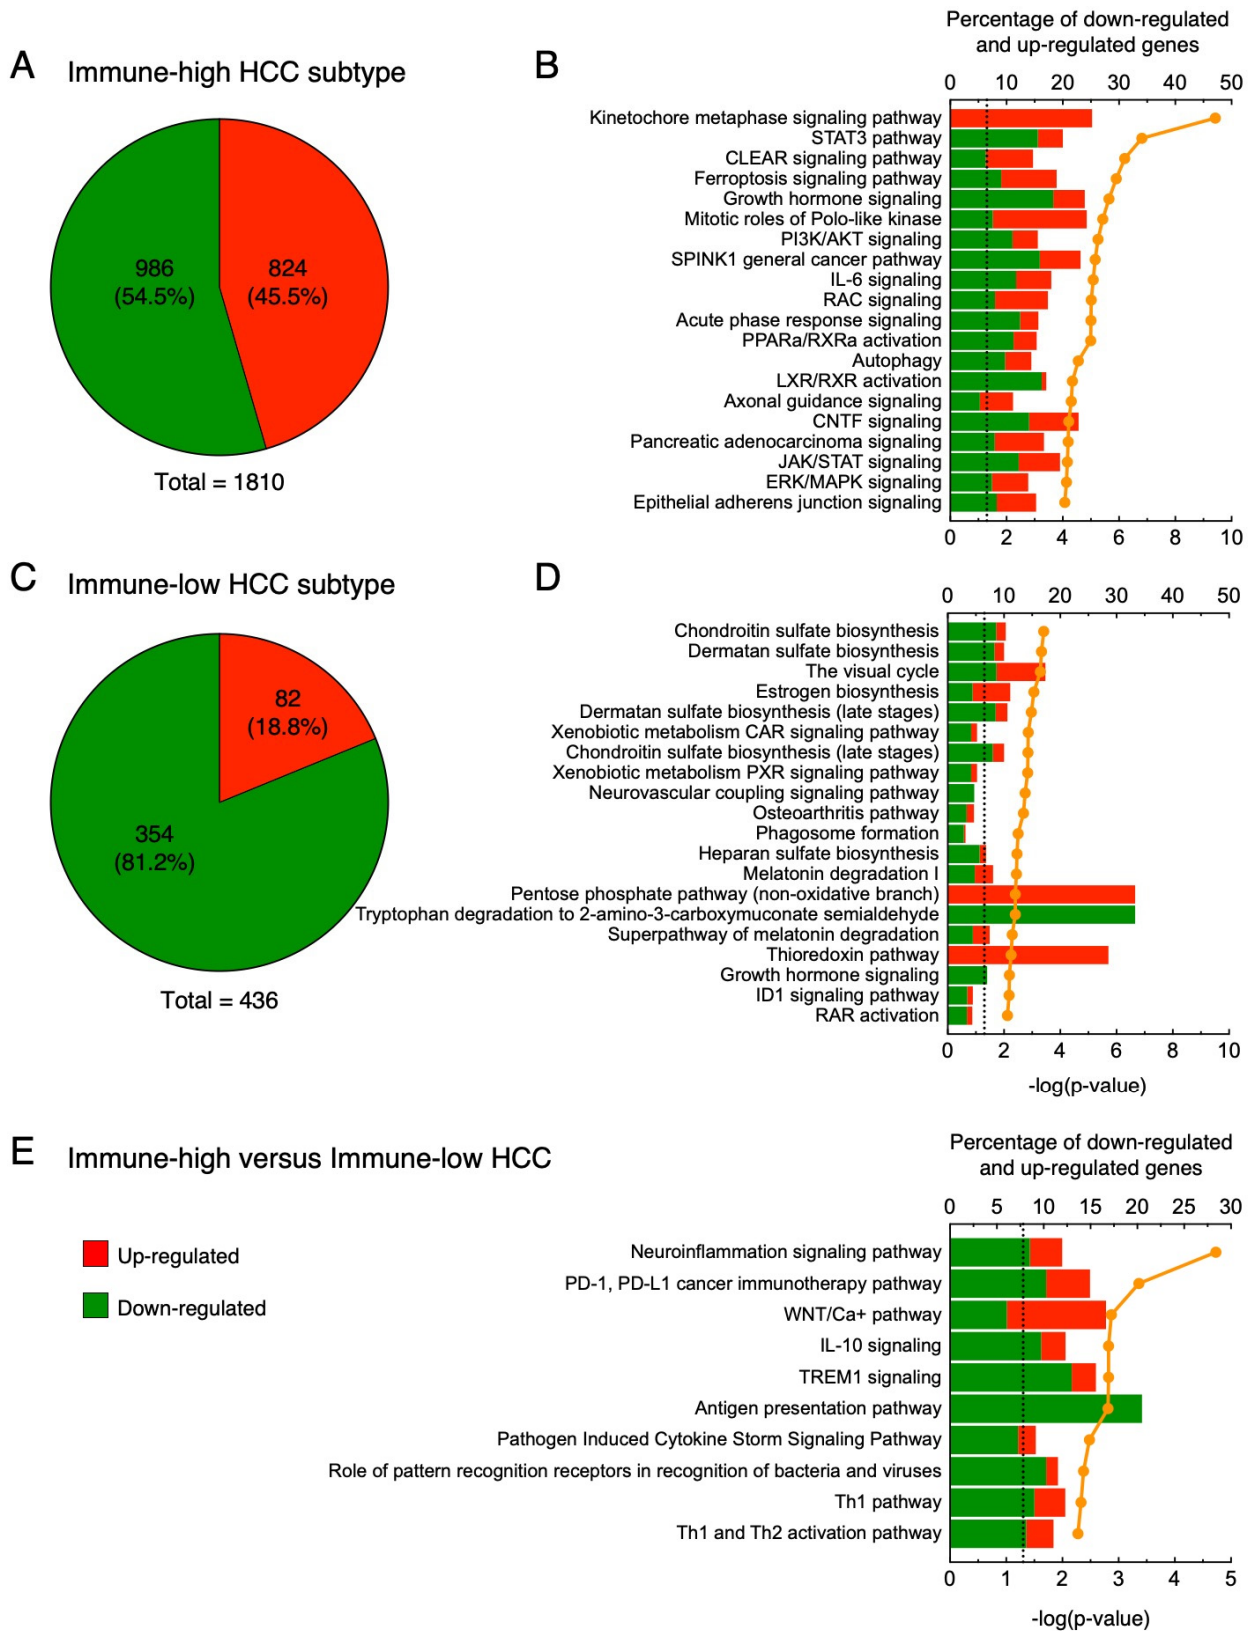 A Immune-high HCC subtype
986
(54.5%)
824
(45.5%)
Total = 1810
B
Percentage of down-regulated
and up-regulated genes
0 10 20 30 40 50
Kinetochore metaphase signaling pathway
STAT3 pathway
CLEAR signaling pathway
Ferroptosis signaling pathway
Growth hormone signaling
Mitotic roles of Polo-like kinase
PI3K/AKT signaling
SPINK1 general cancer pathway
IL-6 signaling
RAC signaling
Acute phase response signaling
PPARa/RXRa activation
Autophagy
LXR/RXR activation
Axonal guidance signaling
CNTF signaling
Pancreatic adenocarcinoma signaling
JAK/STAT signaling
ERK/MAPK signaling
Epithelial adherens junction signaling
0 2 4 6 8 10
C Immune-low HCC subtype
82
(18.8%)
354
(81.2%)
Total = 436
D
0 10 20 30 40 50
Chondroitin sulfate biosynthesis
Dermatan sulfate biosynthesis
The visual cycle
Estrogen biosynthesis
Dermatan sulfate biosynthesis (late stages)
Xenobiotic metabolism CAR signaling pathway
Chondroitin sulfate biosynthesis (late stages)
Xenobiotic metabolism PXR signaling pathway
Neurovascular coupling signaling pathway
Osteoarthritis pathway
Phagosome formation
Heparan sulfate biosynthesis
Melatonin degradation I
Pentose phosphate pathway (non-oxidative branch)
Tryptophan degradation to 2-amino-3-carboxymuconate semialdehyde
Superpathway of melatonin degradation
Thioredoxin pathway
Growth hormone signaling
ID1 signaling pathway
RAR activation
0 2 4 6 8 10
-log(p-value)
E Immune-high versus Immune-low HCC
Up-regulated
Down-regulated
Percentage of down-regulated
and up-regulated genes
0 5 10 15 20 25 30
Neuroinflammation signaling pathway
PD-1, PD-L1 cancer immunotherapy pathway
WNT/Ca+ pathway
IL-10 signaling
TREM1 signaling
Antigen presentation pathway
Pathogen Induced Cytokine Storm Signaling Pathway
Role of pattern recognition receptors in recognition of bacteria and viruses
Th1 pathway
Th1 and Th2 activation pathway
0 1 2 3 4 5
-log(p-value)